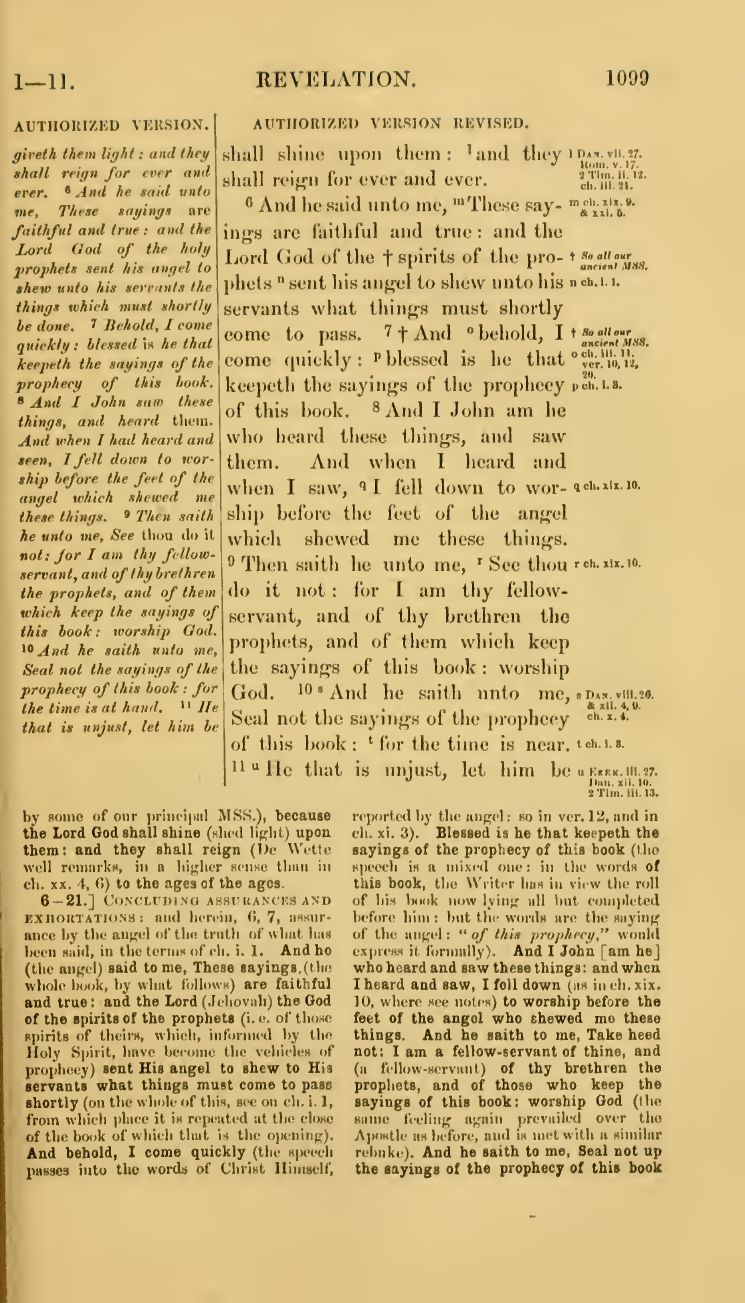 1—11.
REVELATION.
1099
AUTHORIZED VERSION.
giveth them light: and they
shall reign for ever and
ever. 6 And he said unto
me, These sayings are
faithful and true: and the
Lord God of the holy
prophets sent his angel to
shew unto his servants the
things which must shortly
be done. 7 Behold, I come
quickly: blessed is he that
keepeth the sayings of the
prophecy of this book.
8 And I John saw these
things, and heard them.
And when I had heard and
seen, I fell down to wor-
ship before the feet of the
angel which shewed me
these things. 9 Then saith
he unto me, See thou do it
not: for I am thy fellow-
servant, and of thy brethren
the prophets, and of them
which keep the sayings of
this book: worship God.
10 And he saith unto me,
Seal not the sayings of the
prophecy of this book: for
the time is at hand. 11 He
that is unjust, let him be
AUTHORIZED VERSION REVISED.
shall shine upon them: l and they
shall reign for ever and ever.
6 And he said unto me, m These say-
ings are faithful and true: and the
Lord God of the † spirits of the pro-
phets n sent his angel to shew unto his
servants what things must shortly
come to pass. 7 † And o behold, I
come quickly: p blessed is he that
keepeth the sayings of the prophecy
of this book. 8 And I John am he
who heard these things, and saw
them. And when I heard and
when I saw, q I fell down to wor-
ship before the feet of the angel
which shewed me these things.
9 Then saith he unto me, r See thou
do it not: for I am thy fellow-
servant, and of thy brethren the
prophets, and of them which keep
the sayings of this book: worship
God. 10 s And he saith unto me,
Seal not the sayings of the prophecy
of this book: t for the time is near.
11 u He that is unjust, let him be
l DAN. vii. 27.
Rom. v. 17.
2 Tim. ii. 12.
ch. iii. 21.
m ch. xix. 9.
& xxi. 5.
† So all our
ancient MSS.
n ch. i. 1.
† So all our
ancient MSS.
o ch. iii. 11.
ver. 10, 12,
20.
p ch. i. 3.
q ch. xix. 10.
r ch. xix. 10.
s DAN. viii. 26.
& xii. 4, 9.
ch. x. 4.
t ch. i. 3.
u EZEK. iii. 27.
Dan. xii. 10.
2 Tim. iii. 13.
by some of our principal MSS.), because
the Lord God shall shine (shed light) upon
them: and they shall reign (De Wette
well remarks, in a higher sense than in
ch. xx. 4, 6) to the ages of the ages.
6—21.] CONCLUDING ASSURANCES AND
EXHORTATIONS: and herein, 6, 7, assur-
ance by the angel of the truth of what has
been said, in the terms of ch. i. 1. And he
(the angel) said to me, These sayings (the
whole book, by what follows) are faithful
and true: and the Lord (Jehovah) the God
of the spirits of the prophets (i. e. of those
spirits of theirs, which, informed by the
Holy Spirit, have become the vehicles of
prophecy) sent His angel to shew to His
servants what things must come to pass
shortly (on the whole of this, see on ch. i. 1,
from which place it is repeated at the close
of the book of which that is the opening).
And behold, I come quickly (the speech
passes into the words of Christ Himself,
reported by the angel: so in ver. 12, and in
ch. xi. 3). Blessed is he that keepeth the
sayings of the prophecy of this book (the
speech is a mixed one: in the words of
this book, the Writer has in view the roll
of his book now lying all but completed
before him: but the words are the saying
of the angel: "of this prophecy," would
express it formally). And I John [am he]
who heard and saw these things: and when
I heard and saw, I fell down (as in ch. xix.
10, where see notes) to worship before the
feet of the angel who shewed me these
things. And he saith to me, Take heed
not: I am a fellow-servant of thine, and
(a fellow-servant) of thy brethren the
prophets, and of those who keep the
sayings of this book: worship God (the
same feeling again prevailed over the
Apostle as before, and is met with a similar
rebuke). And he saith to me, Seal not up
the sayings of the prophecy of this book